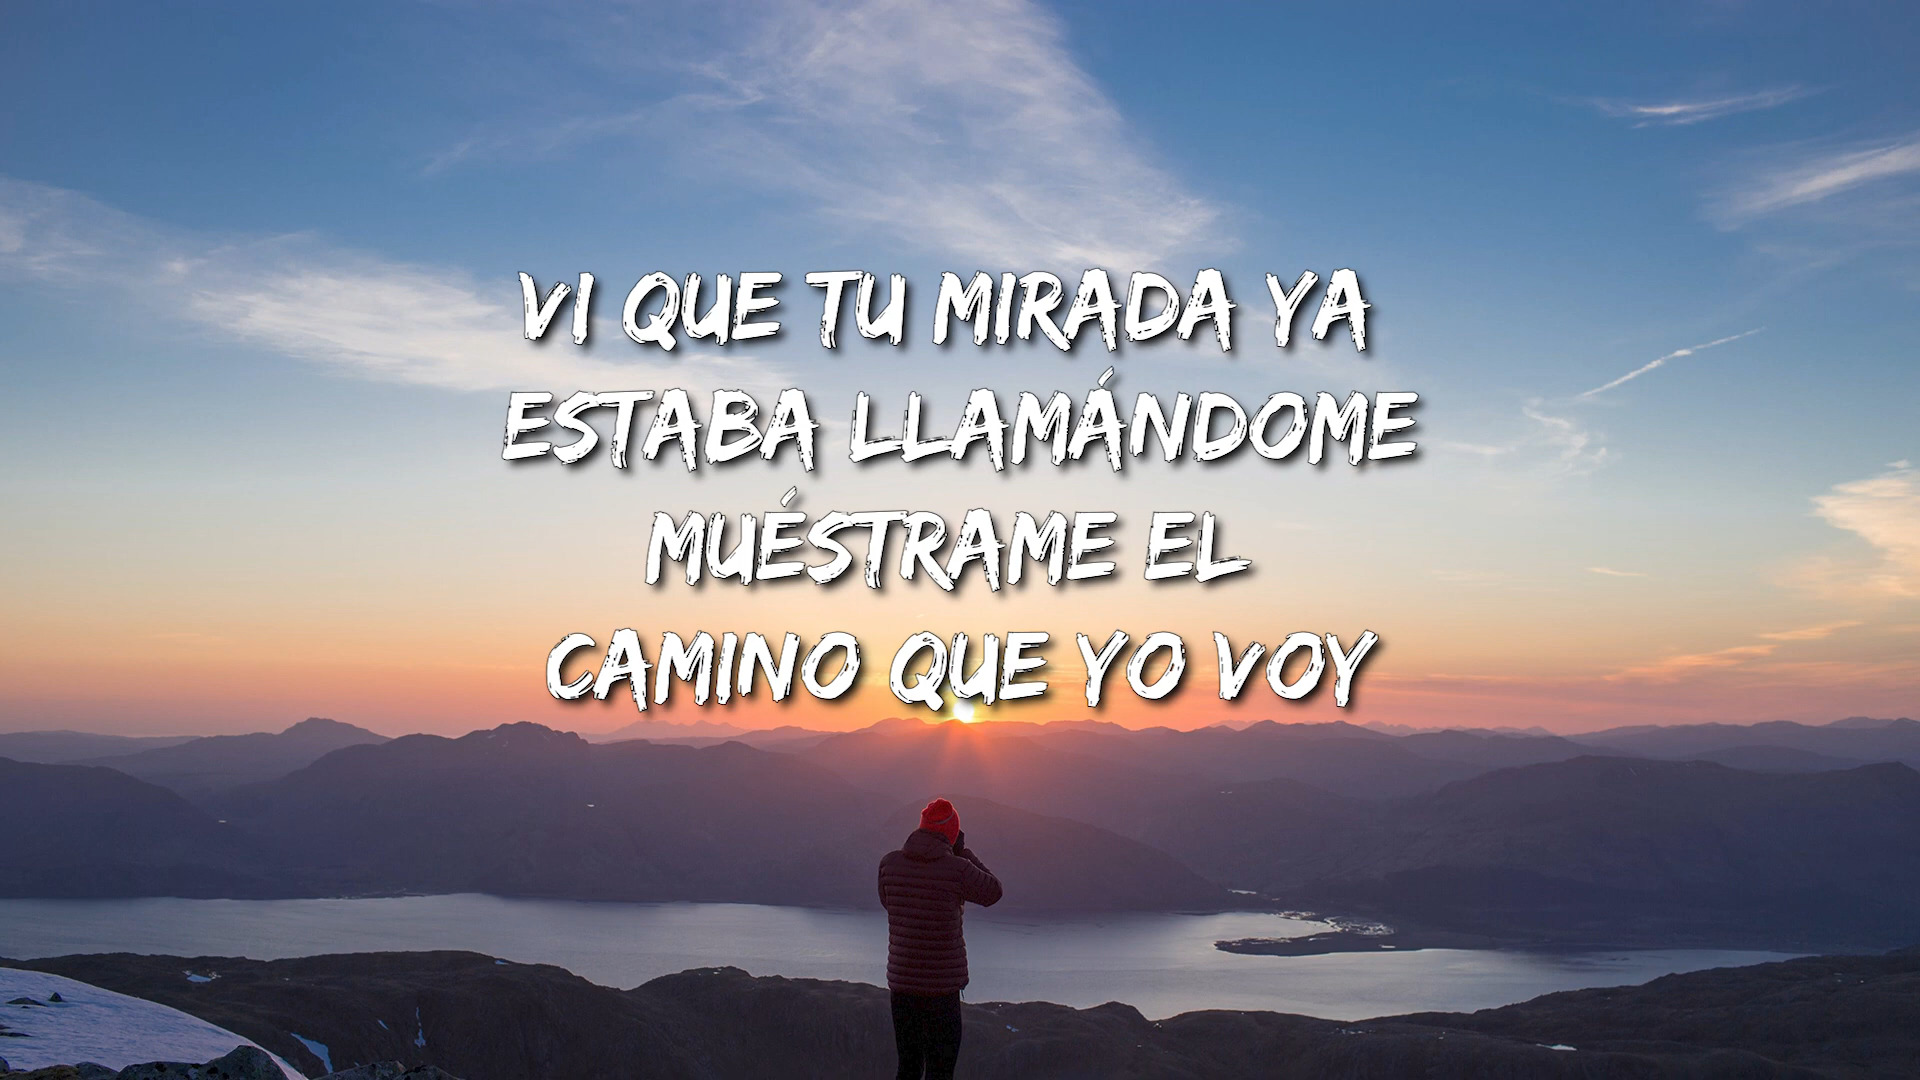 VI QUE TU MIRADA YA
ESTABA LLAMÁNDOME
MUÉSTRAME EL
CAMINO QUE YO VOY